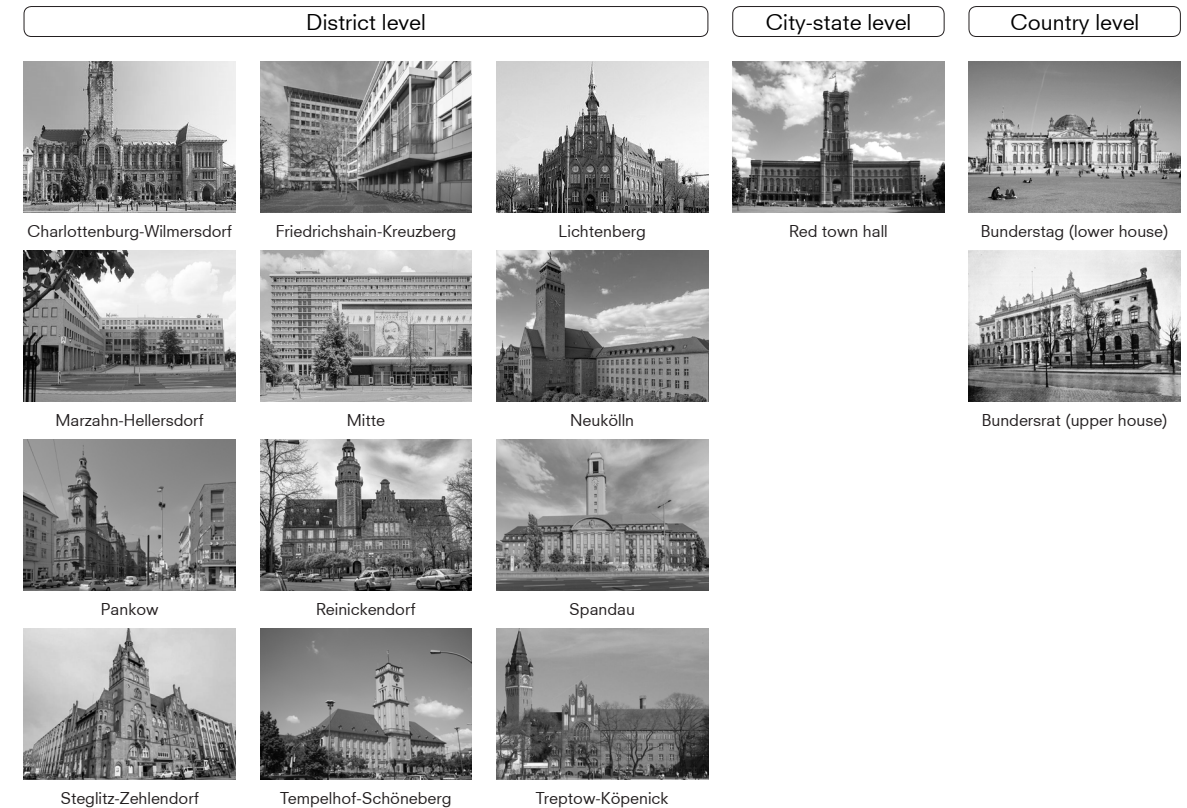 District level
City-state level
Country level
Charlottenburg-Wilmersdorf
Friedrichshain-Kreuzberg
Lichtenberg
Red town hall
Bunderstag (lower house)
Marzahn-Hellersdorf
Mitte
Neukölln
Bundersrat (upper house)
Pankow
Reinickendorf
Spandau
Steglitz-Zehlendorf
Tempelhof-Schöneberg
Treptow-Köpenick